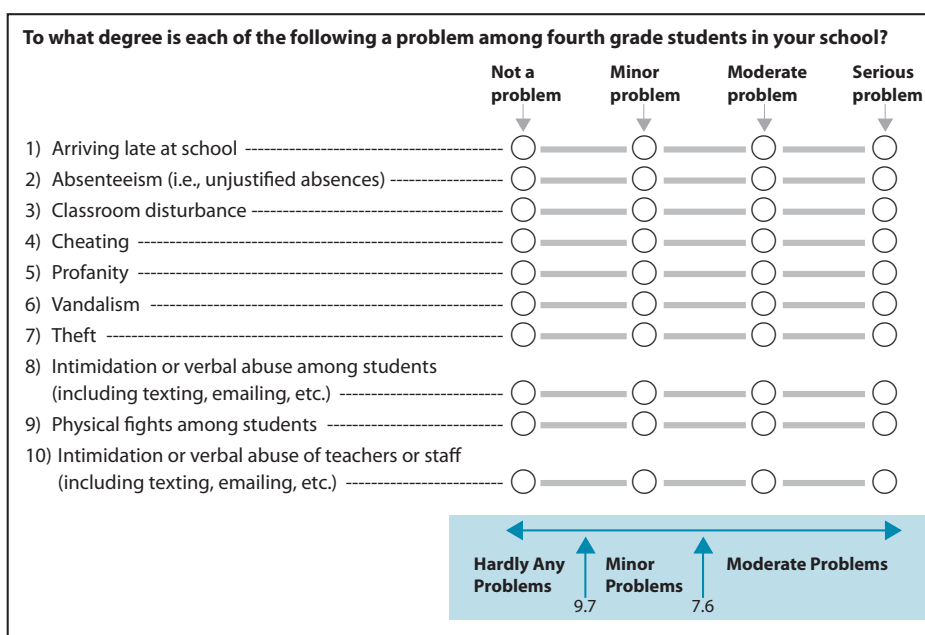 To what degree is each of the following a problem among fourth grade students in your school?
Not a problem
Minor problem
Moderate problem
Serious problem
1) Arriving late at school
2) Absenteeism (i.e., unjustified absences)
3) Classroom disturbance
4) Cheating
5) Profanity
6) Vandalism
7) Theft
8) Intimidation or verbal abuse among students
(including texting, emailing, etc.)
9) Physical fights among students
10) Intimidation or verbal abuse of teachers or staff
(including texting, emailing, etc.)
Hardly Any Problems
Minor Problems
Moderate Problems
9.7
7.6